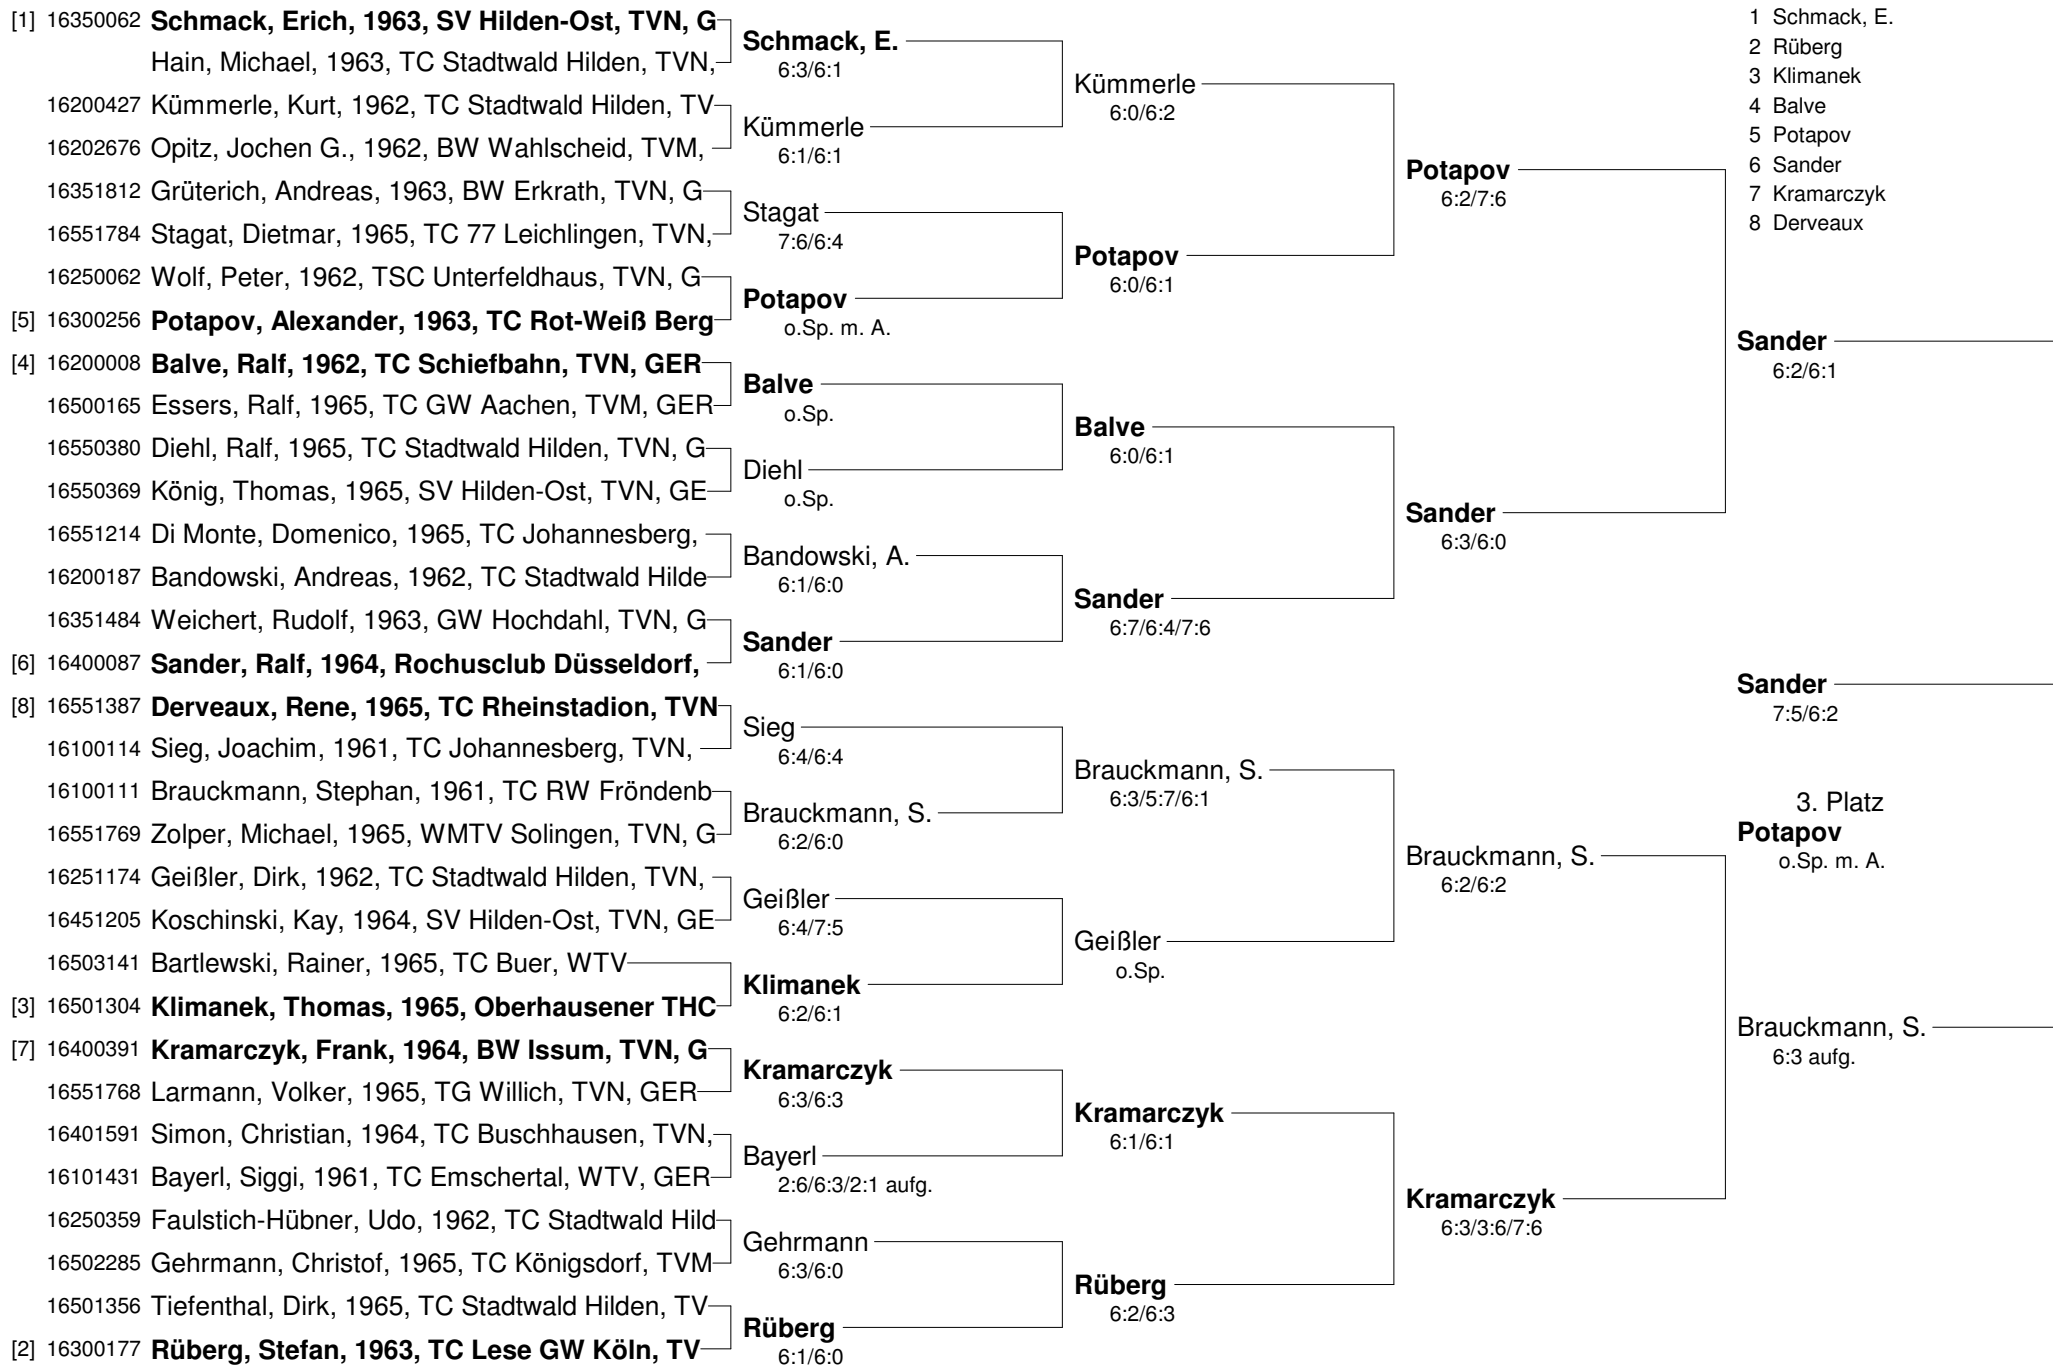 [1] 16350062 Schmack, Erich, 1963, SV Hilden-Ost, TVN, G
Hain, Michael, 1963, TC Stadtwald Hilden, TVN,
16200427 Kümmerle, Kurt, 1962, TC Stadtwald Hilden, TV
16202676 Opitz, Jochen G., 1962, BW Wahlscheid, TVM,
16351812 Grüterich, Andreas, 1963, BW Erkrath, TVN, G
16551784 Stagat, Dietmar, 1965, TC 77 Leichlingen, TVN,
16250062 Wolf, Peter, 1962, TSC Unterfeldhaus, TVN, G
[5] 16300256 Potapov, Alexander, 1963, TC Rot-Weiß Berg
[4] 16200008 Balve, Ralf, 1962, TC Schiefbahn, TVN, GER
16500165 Essers, Ralf, 1965, TC GW Aachen, TVM, GER
16550380 Diehl, Ralf, 1965, TC Stadtwald Hilden, TVN, G
16550369 König, Thomas, 1965, SV Hilden-Ost, TVN, GE
16551214 Di Monte, Domenico, 1965, TC Johannesberg,
16200187 Bandowski, Andreas, 1962, TC Stadtwald Hilde
16351484 Weichert, Rudolf, 1963, GW Hochdahl, TVN, G
[6] 16400087 Sander, Ralf, 1964, Rochusclub Düsseldorf,
[8] 16551387 Derveaux, Rene, 1965, TC Rheinstadion, TVN
16100114 Sieg, Joachim, 1961, TC Johannesberg, TVN,
16100111 Brauckmann, Stephan, 1961, TC RW Fröndenb
16551769 Zolper, Michael, 1965, WMTV Solingen, TVN, G
16251174 Geißler, Dirk, 1962, TC Stadtwald Hilden, TVN,
16451205 Koschinski, Kay, 1964, SV Hilden-Ost, TVN, GE
16503141 Bartlewski, Rainer, 1965, TC Buer, WTV
[3] 16501304 Klimanek, Thomas, 1965, Oberhausener THC
[7] 16400391 Kramarczyk, Frank, 1964, BW Issum, TVN, G
16551768 Larmann, Volker, 1965, TG Willich, TVN, GER
16401591 Simon, Christian, 1964, TC Buschhausen, TVN,
16101431 Bayerl, Siggi, 1961, TC Emschertal, WTV, GER
16250359 Faulstich-Hübner, Udo, 1962, TC Stadtwald Hild
16502285 Gehrmann, Christof, 1965, TC Königsdorf, TVM
16501356 Tiefenthal, Dirk, 1965, TC Stadtwald Hilden, TV
[2] 16300177 Rüberg, Stefan, 1963, TC Lese GW Köln, TV
Schmack, E.
6:3/6:1
Kümmerle
6:1/6:1
Stagat
7:6/6:4
Potapov
o.Sp. m. A.
Balve
o.Sp.
Diehl
o.Sp.
Bandowski, A.
6:1/6:0
Sander
6:1/6:0
Sieg
6:4/6:4
Brauckmann, S.
6:2/6:0
Geißler
6:4/7:5
Klimanek
6:2/6:1
Kramarczyk
6:3/6:3
Bayerl
2:6/6:3/2:1 aufg.
Gehrmann
6:3/6:0
Rüberg
6:1/6:0
Kümmerle
6:0/6:2
Potapov
6:0/6:1
Balve
6:0/6:1
Sander
6:7/6:4/7:6
Brauckmann, S.
6:3/5:7/6:1
Geißler
o.Sp.
Kramarczyk
6:1/6:1
Rüberg
6:2/6:3
Potapov
6:2/7:6
Sander
6:3/6:0
Brauckmann, S.
6:2/6:2
Kramarczyk
6:3/3:6/7:6
1 Schmack, E.
2 Rüberg
3 Klimanek
4 Balve
5 Potapov
6 Sander
7 Kramarczyk
8 Derveaux
Sander
6:2/6:1
Sander
7:5/6:2
3. Platz
Potapov
o.Sp. m. A.
Brauckmann, S.
6:3 aufg.